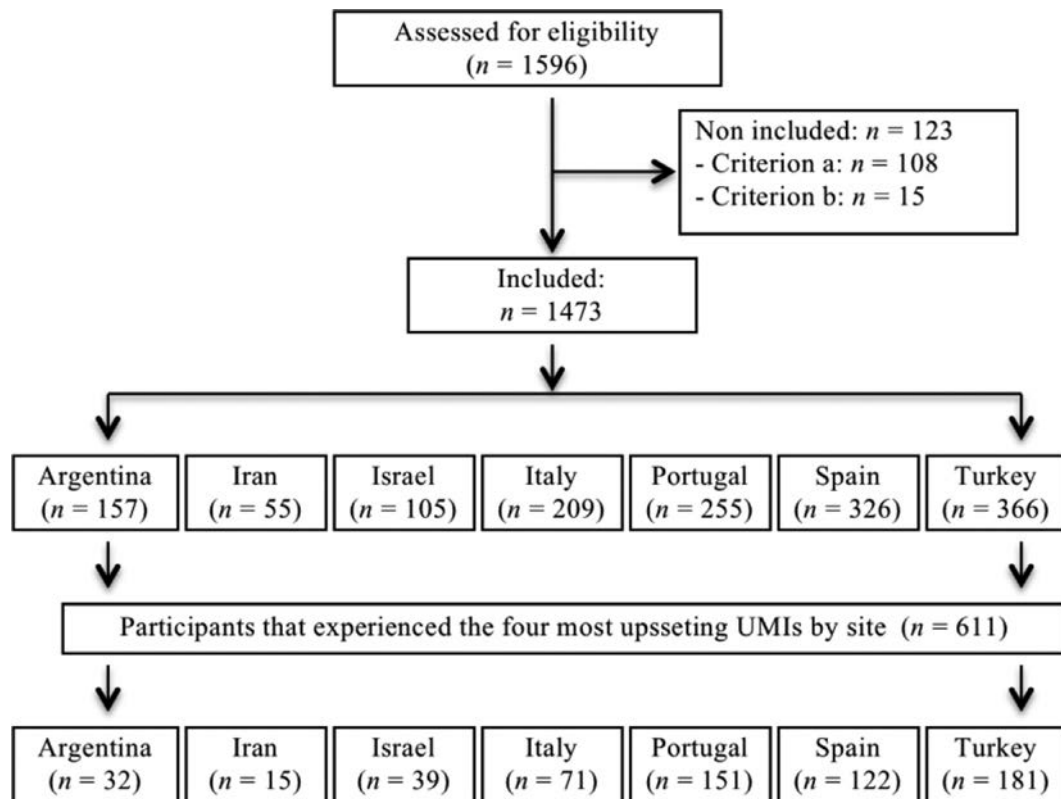 Assessed for eligibility
(n = 1596)
Non included: n = 123
- Criterion a: n = 108
- Criterion b: n = 15
Included:
n = 1473
Argentina
(n = 157)
Iran
(n = 55)
Israel
(n = 105)
Italy
(n = 209)
Portugal
(n = 255)
Spain
(n = 326)
Turkey
(n = 366)
Participants that experienced the four most upsseting UMIs by site (n = 611)
Argentina
(n = 32)
Iran
(n = 15)
Israel
(n = 39)
Italy
(n = 71)
Portugal
(n = 151)
Spain
(n = 122)
Turkey
(n = 181)